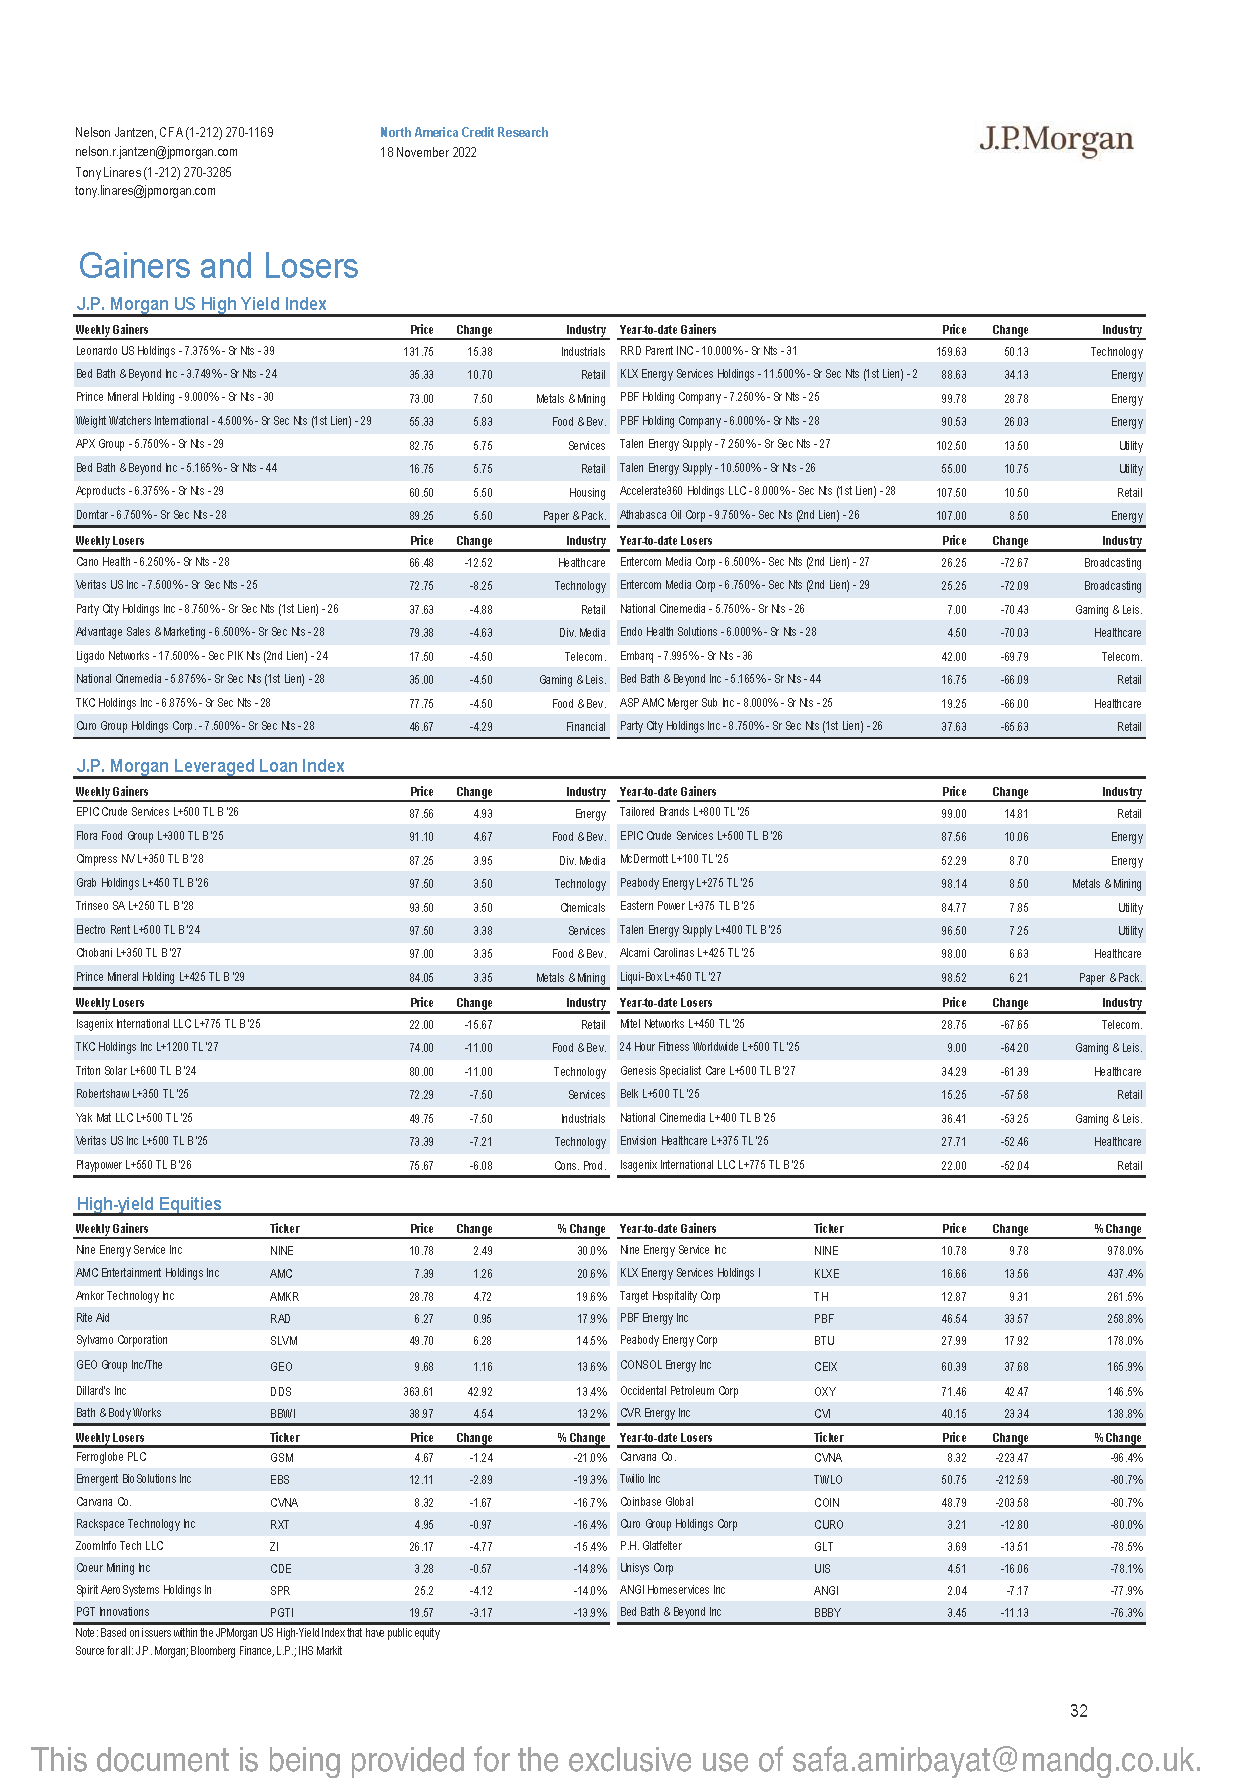 Nelson Jantzen, CFA (1-212) 270-1169 North America Credit Research J.P.Morgan
nelson.r.jantzen@jpmorgan.com 18 November 2022
Tony Linares (1-212) 270-3285
tony.linares@jpmorgan.com
Gainers and Losers
J.P. Morgan US High Yield Index
Weekly Gainers Price Change Industry Year-to-date Gainers Price Change Industry
Leonardo US Holdings - 7.375% - Sr Nts - 39 131.75 15.38 Industrials RRD Parent INC - 10.000% - Sr Nts - 31 159.63 50.13 Technology
Bed Bath & Beyond Inc - 3.749% - Sr Nts - 24 35.33 10.70 Retail KLX Energy Services Holdings - 11.500% - Sr Sec Nts (1st Lien) - 2 88.63 34.13 Energy
Prince Mineral Holding - 9.000% - Sr Nts - 30 73.00 7.50 Metals & Mining PBF Holding Company - 7.250% - Sr Nts - 25 99.78 28.78 Energy
Weight Watchers International - 4.500% - Sr Sec Nts (1st Lien) - 29 55.33 5.83 Food & Bev. PBF Holding Company - 6.000% - Sr Nts - 28 90.53 26.03 Energy
APX Group - 5.750% - Sr Nts - 29 82.75 5.75 Services Talen Energy Supply - 7.250% - Sr Sec Nts - 27 102.50 13.50 Utility
Bed Bath & Beyond Inc - 5.165% - Sr Nts - 44 16.75 5.75 Retail Talen Energy Supply - 10.500% - Sr Nts - 26 55.00 10.75 Utility
Acproducts - 6.375% - Sr Nts - 29 60.50 5.50 Housing Accelerate360 Holdings LLC - 8.000% - Sec Nts (1st Lien) - 28 107.50 10.50 Retail
Domtar - 6.750% - Sr Sec Nts - 28 89.25 5.50 Paper & Pack. Athabasca Oil Corp - 9.750% - Sec Nts (2nd Lien) - 26 107.00 8.50 Energy
Weekly Losers Price Change Industry Year-to-date Losers Price Change Industry
Cano Health - 6.250% - Sr Nts - 28 66.48 -12.52 Healthcare Entercom Media Corp - 6.500% - Sec Nts (2nd Lien) - 27 26.25 -72.67 Broadcasting
Veritas US Inc - 7.500% - Sr Sec Nts - 25 72.75 -8.25 Technology Entercom Media Corp - 6.750% - Sec Nts (2nd Lien) - 29 25.25 -72.09 Broadcasting
Party City Holdings Inc - 8.750% - Sr Sec Nts (1st Lien) - 26 37.63 -4.88 Retail National Cinemedia - 5.750% - Sr Nts - 26 7.00 -70.43 Gaming & Leis.
Advantage Sales & Marketing - 6.500% - Sr Sec Nts - 28 79.38 -4.63 Div. Media Endo Health Solutions - 6.000% - Sr Nts - 28 4.50 -70.03 Healthcare
Ligado Networks - 17.500% - Sec PIK Nts (2nd Lien) - 24 17.50 -4.50 Telecom. Embarq - 7.995% - Sr Nts - 36 42.00 -69.79 Telecom.
National Cinemedia - 5.875% - Sr Sec Nts (1st Lien) - 28 35.00 -4.50 Gaming & Leis. Bed Bath & Beyond Inc - 5.165% - Sr Nts - 44 16.75 -66.09 Retail
TKC Holdings Inc - 6.875% - Sr Sec Nts - 28 77.75 -4.50 Food & Bev. ASP AMC Merger Sub Inc - 8.000% - Sr Nts - 25 19.25 -66.00 Healthcare
Curo Group Holdings Corp. - 7.500% - Sr Sec Nts - 28 46.67 -4.29 Financial Party City Holdings Inc - 8.750% - Sr Sec Nts (1st Lien) - 26 37.63 -65.63 Retail
J.P. Morgan Leveraged Loan Index
Weekly Gainers Price Change Industry Year-to-date Gainers Price Change Industry
EPIC Crude Services L+500 TL B '26 87.56 4.93 Energy Tailored Brands L+800 TL '25 99.00 14.81 Retail
Flora Food Group L+300 TL B '25 91.10 4.67 Food & Bev. EPIC Crude Services L+500 TL B '26 87.56 10.06 Energy
Cimpress NV L+350 TL B '28 87.25 3.95 Div. Media McDermott L+100 TL '25 52.29 8.70 Energy
Grab Holdings L+450 TL B '26 97.50 3.50 Technology Peabody Energy L+275 TL '25 98.14 8.50 Metals & Mining
Trinseo SA L+250 TL B '28 93.50 3.50 Chemicals Eastern Power L+375 TL B '25 84.77 7.85 Utility
Electro Rent L+500 TL B '24 97.50 3.38 Services Talen Energy Supply L+400 TL B '25 96.50 7.25 Utility
Chobani L+350 TL B '27 97.00 3.35 Food & Bev. Alcami Carolinas L+425 TL '25 98.00 6.63 Healthcare
Prince Mineral Holding L+425 TL B '29 84.05 3.35 Metals & Mining Liqui-Box L+450 TL '27 98.52 6.21 Paper & Pack.
Weekly Losers Price Change Industry Year-to-date Losers Price Change Industry
Isagenix International LLC L+775 TL B '25 22.00 -15.67 Retail Mitel Networks L+450 TL '25 28.75 -67.65 Telecom.
TKC Holdings Inc L+1200 TL '27 74.00 -11.00 Food & Bev. 24 Hour Fitness Worldwide L+500 TL '25 9.00 -64.20 Gaming & Leis.
Triton Solar L+600 TL B '24 80.00 -11.00 Technology Genesis Specialist Care L+500 TL B '27 34.29 -61.39 Healthcare
Robertshaw L+350 TL '25 72.29 -7.50 Services Belk L+500 TL '25 15.25 -57.58 Retail
Yak Mat LLC L+500 TL '25 49.75 -7.50 Industrials National Cinemedia L+400 TL B '25 36.41 -53.25 Gaming & Leis.
Veritas US Inc L+500 TL B '25 73.39 -7.21 Technology Envision Healthcare L+375 TL '25 27.71 -52.46 Healthcare
Playpower L+550 TL B '26 75.67 -6.08 Cons. Prod. Isagenix International LLC L+775 TL B '25 22.00 -52.04 Retail
High-yield Equities
Weekly Gainers Ticker Price Change % Change Year-to-date Gainers Ticker Price Change % Change
Nine Energy Service Inc NINE 10.78 2.49 30.0% Nine Energy Service Inc NINE 10.78 9.78 978.0%
AMC Entertainment Holdings Inc AMC 7.39 1.26 20.6% KLX Energy Services Holdings I KLXE 16.66 13.56 437.4%
Amkor Technology Inc AMKR 28.78 4.72 19.6% Target Hospitality Corp TH 12.87 9.31 261.5%
Rite Aid RAD 6.27 0.95 17.9% PBF Energy Inc PBF 46.54 33.57 258.8%
Sylvamo Corporation SLVM 49.70 6.28 14.5% Peabody Energy Corp BTU 27.99 17.92 178.0%
GEO Group Inc/The GEO 9.68 1.16 13.6% CONSOL Energy Inc CEIX 60.39 37.68 165.9%
Dillard's Inc DDS 363.61 42.92 13.4% Occidental Petroleum Corp OXY 71.46 42.47 146.5%
Bath & Body Works BBWI 38.97 4.54 13.2% CVR Energy Inc CVI 40.15 23.34 138.8%
Weekly Losers Ticker Price Change % Change Year-to-date Losers Ticker Price Change % Change
Ferroglobe PLC GSM 4.67 -1.24 -21.0% Carvana Co. CVNA 8.32 -223.47 -96.4%
Emergent BioSolutions Inc EBS 12.11 -2.89 -19.3% Twilio Inc TWLO 50.75 -212.59 -80.7%
Carvana Co. CVNA 8.32 -1.67 -16.7% Coinbase Global COIN 48.79 -203.58 -80.7%
Rackspace Technology Inc RXT 4.95 -0.97 -16.4% Curo Group Holdings Corp CURO 3.21 -12.80 -80.0%
ZoomInfo Tech LLC ZI 26.17 -4.77 -15.4% P.H. Glatfelter GLT 3.69 -13.51 -78.5%
Coeur Mining Inc CDE 3.28 -0.57 -14.8% Unisys Corp UIS 4.51 -16.06 -78.1%
Spirit AeroSystems Holdings In SPR 25.2 -4.12 -14.0% ANGI Homeservices Inc ANGI 2.04 -7.17 -77.9%
PGT Innovations PGTI 19.57 -3.17 -13.9% Bed Bath & Beyond Inc BBBY 3.45 -11.13 -76.3%
Note: Based on issuers within the JPMorgan US High-Yield Index that have public equity
Source for all: J.P. Morgan; Bloomberg Finance, L.P.; IHS Markit
32
This document is being provided for the exclusive use of safa.amirbayat@mandg.co.uk.